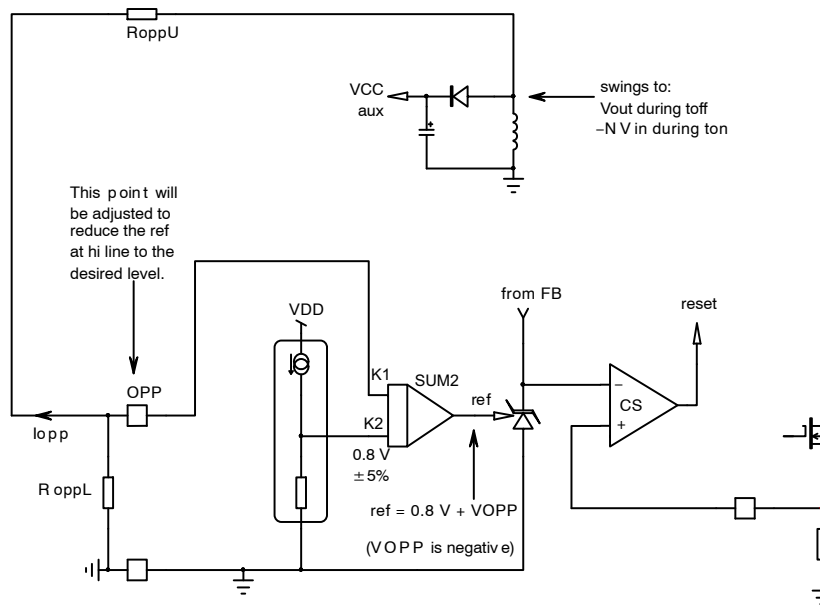 RoppU
VCC
aux
swings to:
Vout during toff
–N V in during ton
This point will
be adjusted to
reduce the ref
at hi line to the
desired level.
from FB
reset
VDD
OPP
K1
SUM2
ref
CS
–
+
K2
Iopp
0.8 V
±5%
RoppL
ref = 0.8 V + VOPP
(VOPP is negative)
+